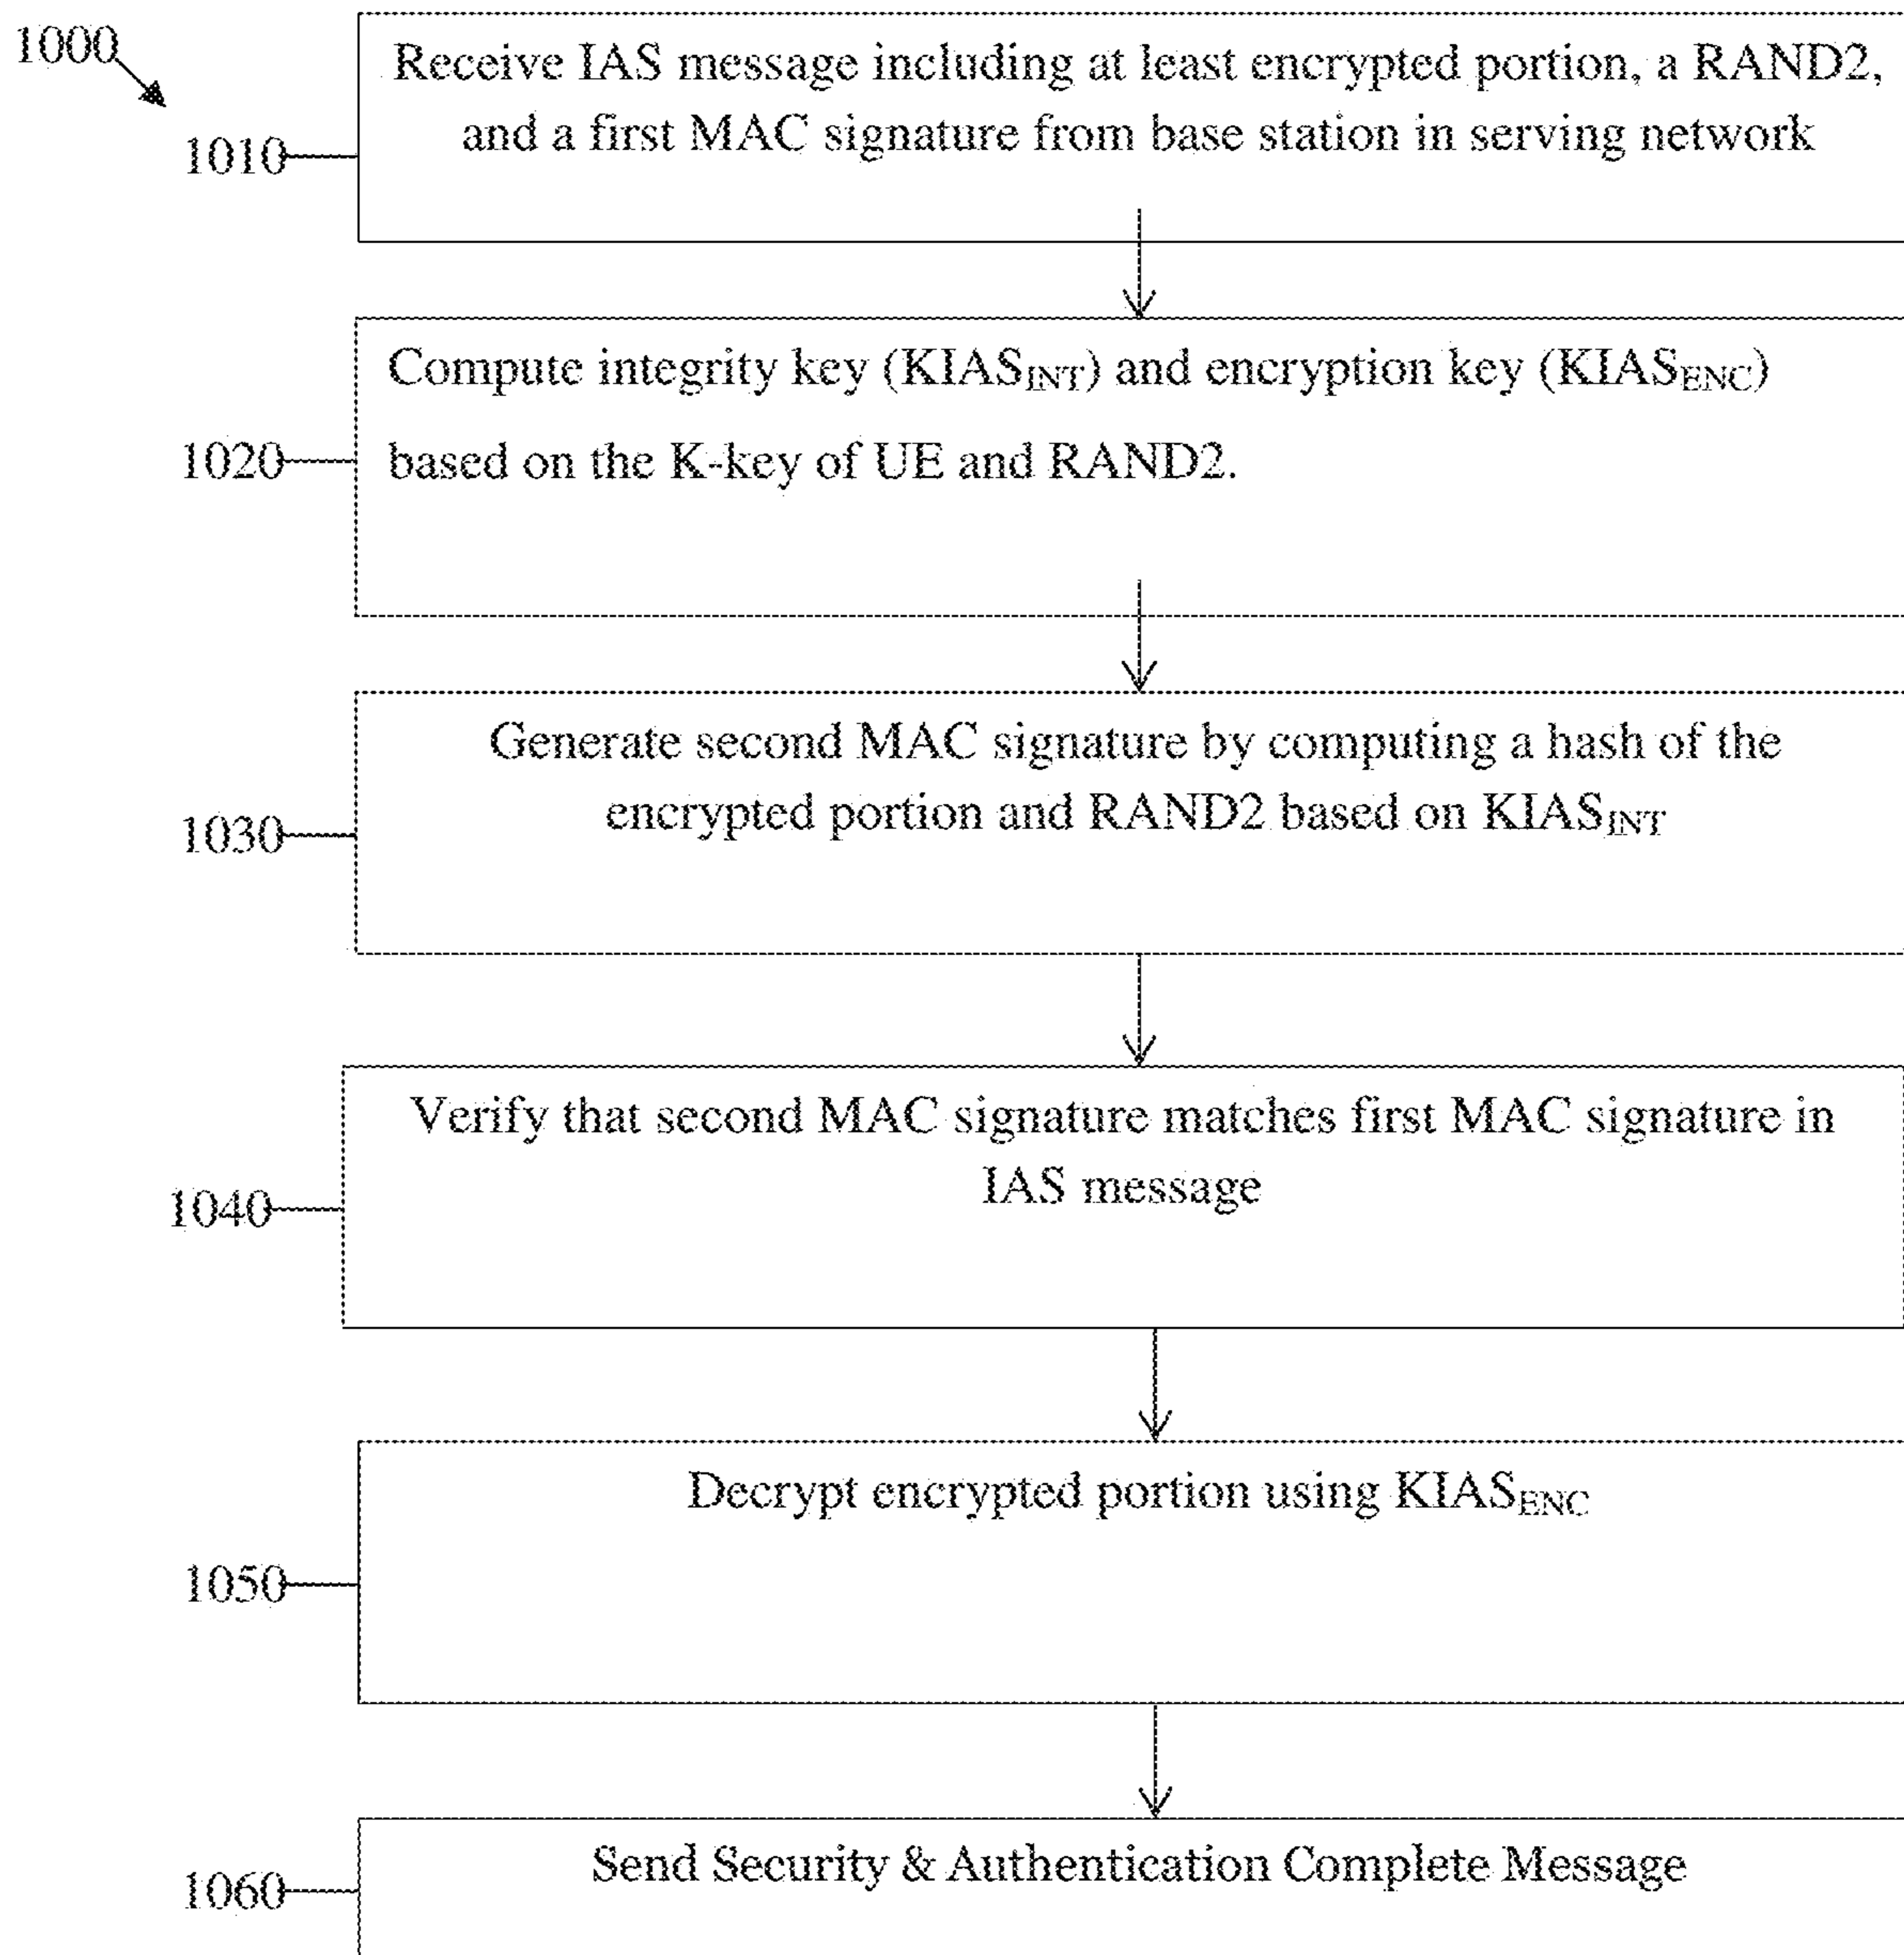 1000
Receive IAS message including at least encrypted portion, a RAND2,
and a first MAC signature from base station in serving network
1010
Compute integrity key (KIAS_INT) and encryption key (KIAS_ENC)
based on the K-key of UE and RAND2.
1020
Generate second MAC signature by computing a hash of the
encrypted portion and RAND2 based on KIAS_INT
1030
Verify that second MAC signature matches first MAC signature in
IAS message
1040
Decrypt encrypted portion using KIAS_ENC
1050
Send Security & Authentication Complete Message
1060